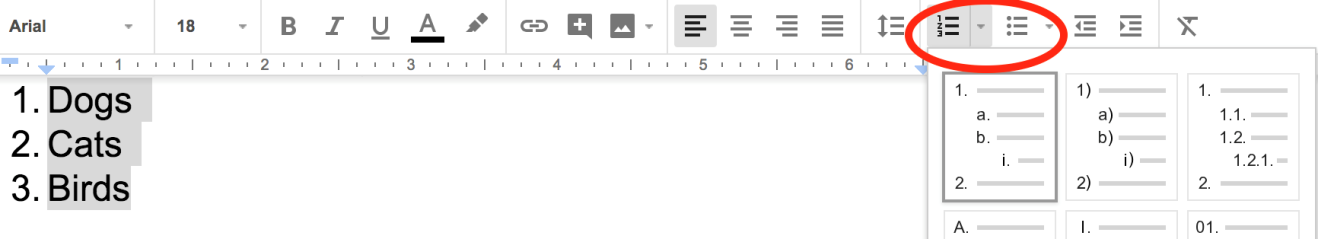 Arial 18 B I U A
1 2 3 4 5 6
1. Dogs
2. Cats
3. Birds
1. 1) 1.
a. a) 1.1.
b. b) 1.2.
i. i) 1.2.1.
2. 2) 2.
A. I. 01.